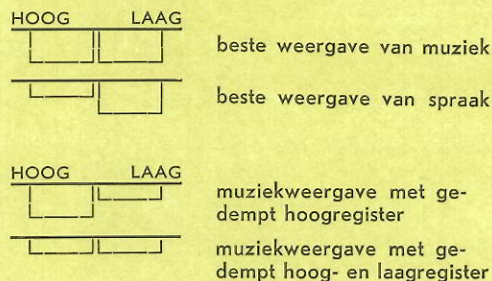 HOOG LAAG
beste weergave van muziek
beste weergave van spraak
HOOG LAAG
muziekweergave met ge-
dempt hoogregister
muziekweergave met ge-
dempt hoog- en laagregister